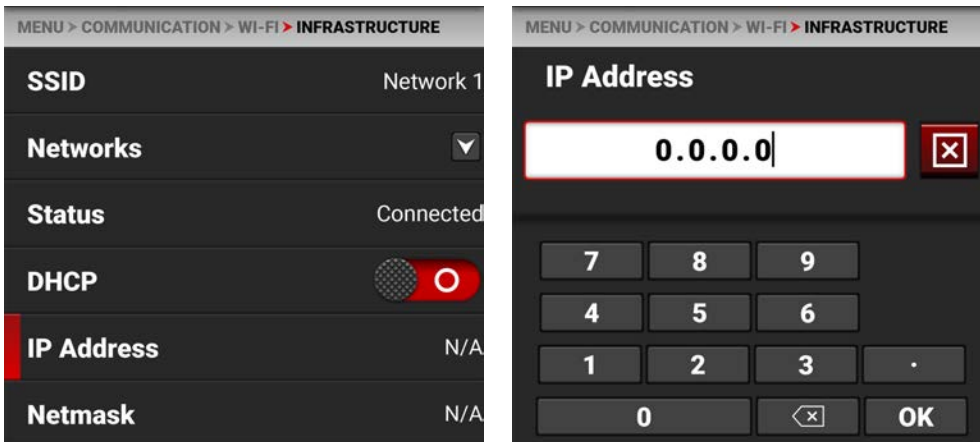 MENU > COMMUNICATION > WI-FI > INFRASTRUCTURE
SSID Network 1
Networks
Status Connected
DHCP
IP Address N/A
Netmask N/A
MENU > COMMUNICATION > WI-FI > INFRASTRUCTURE
IP Address
0.0.0.0
7 8 9
4 5 6
1 2 3 .
0 OK